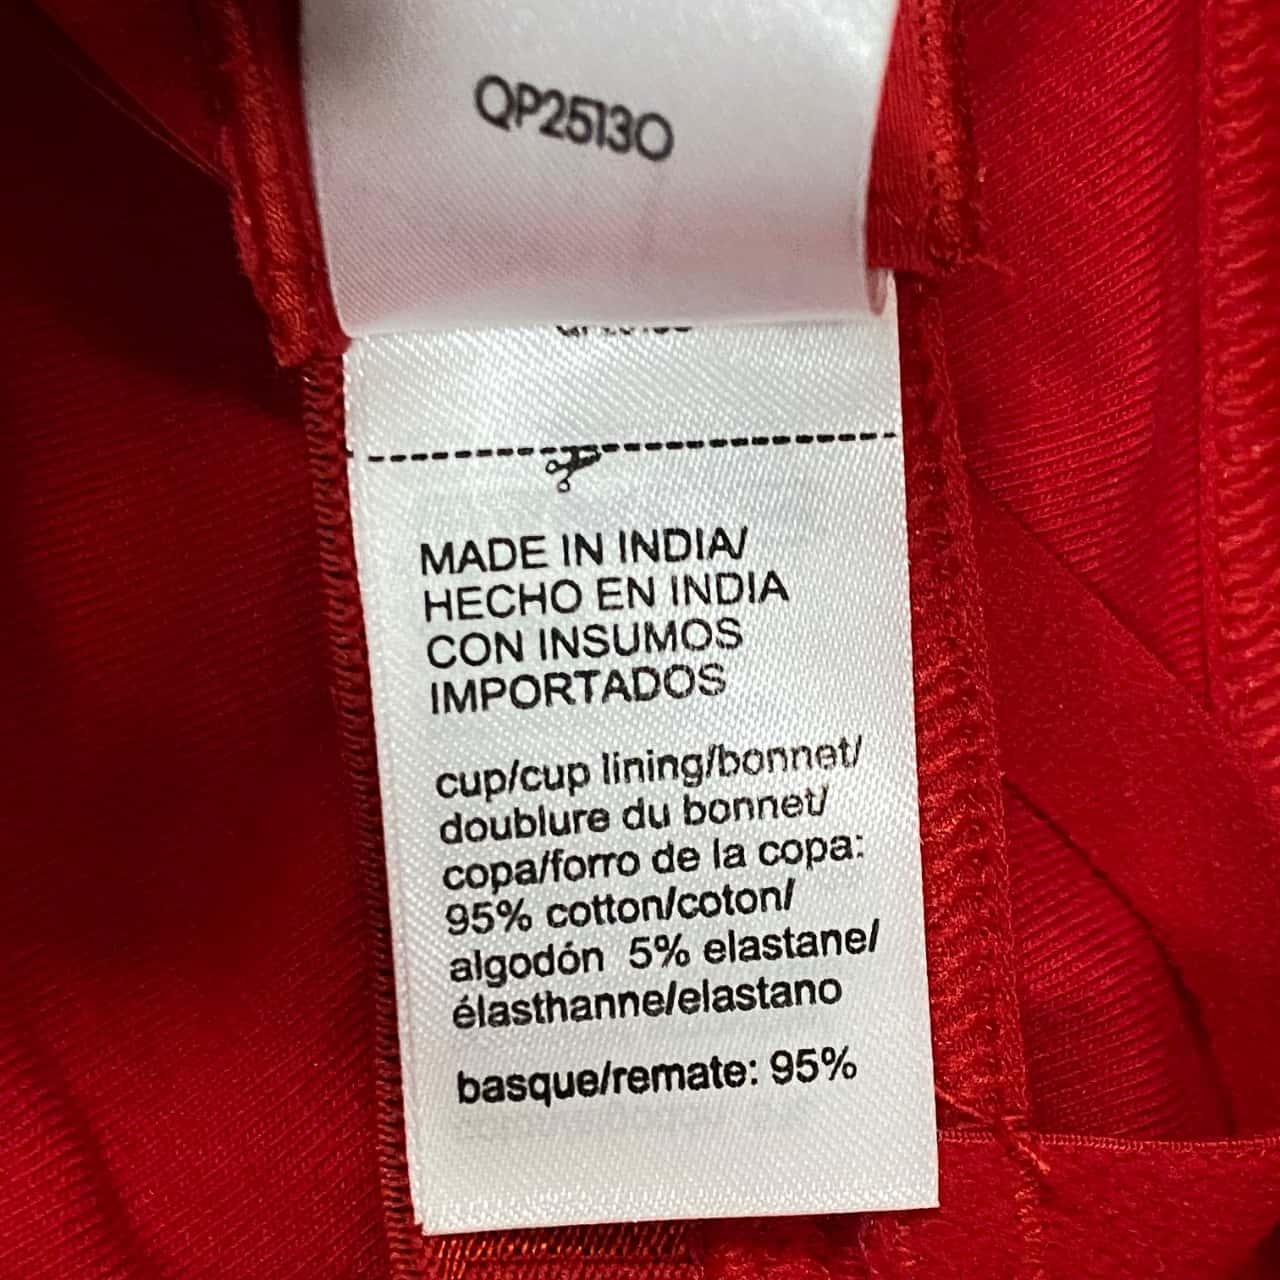 QP25130
MADE IN INDIA/
HECHO EN INDIA
CON INSUMOS
IMPORTADOS
cup/cup lining/bonnet/
doublure du bonnet/
copa/forro de la copa:
95% cotton/coton/
algodón 5% elastane/
élasthanne/elastano
basque/remate: 95%